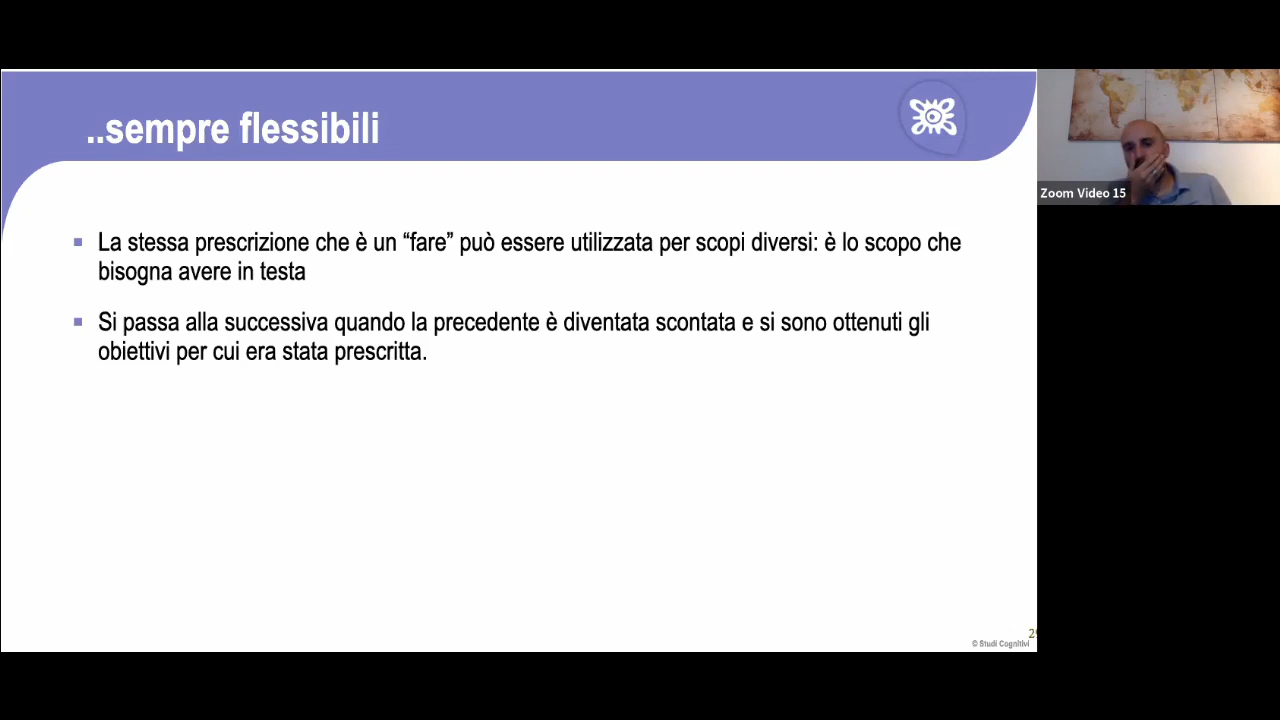 ..sempre flessibili
La stessa prescrizione che è un “fare” può essere utilizzata per scopi diversi: è lo scopo che
bisogna avere in testa
Si passa alla successiva quando la precedente è diventata scontata e si sono ottenuti gli
obiettivi per cui era stata prescritta.
© Studi Cognitivi
Zoom Video 15